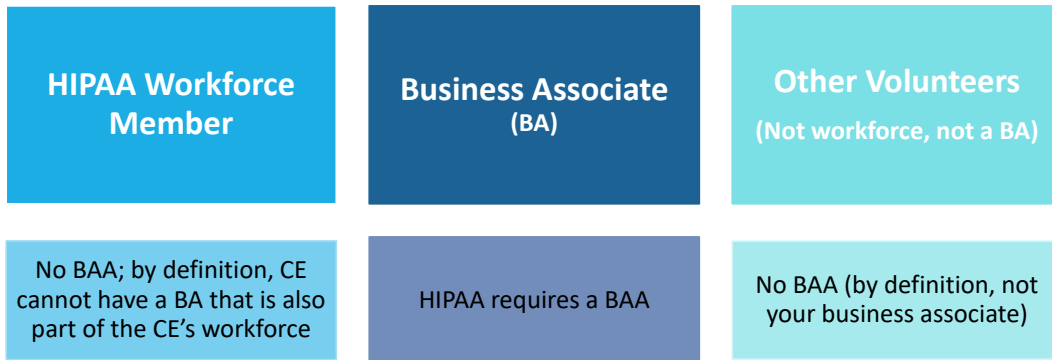 HIPAA Workforce
Member
No BAA; by definition, CE
cannot have a BA that is also
part of the CE’s workforce
Business Associate
(BA)
HIPAA requires a BAA
Other Volunteers
(Not workforce, not a BA)
No BAA (by definition, not
your business associate)